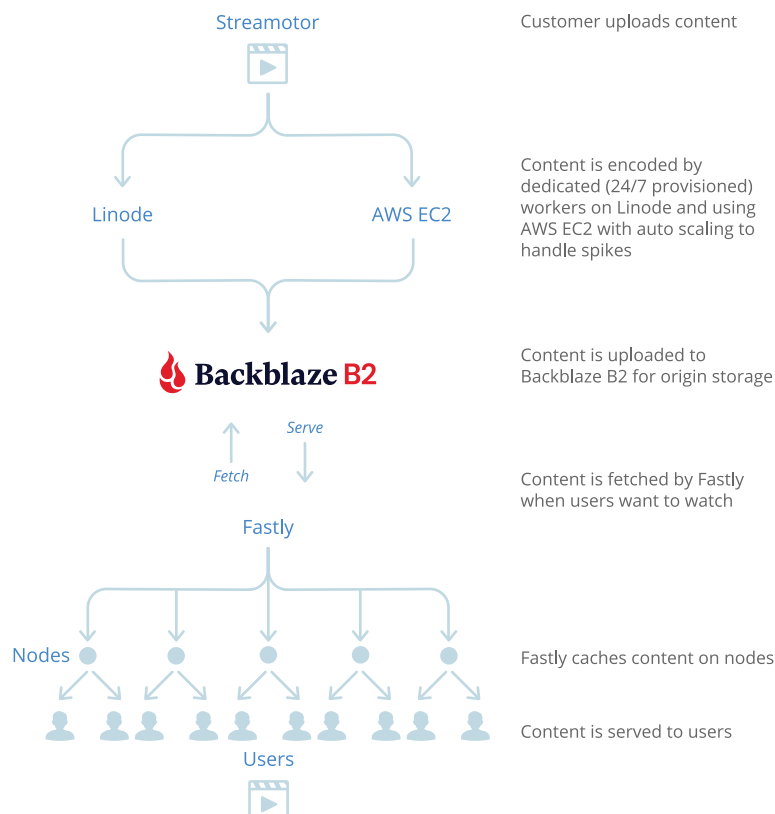 Streamotor
Customer uploads content
Content is encoded by
dedicated (24/7 provisioned)
workers on Linode and using
AWS EC2 with auto scaling to
handle spikes
Linode
AWS EC2
Backblaze B2
Content is uploaded to
Backblaze B2 for origin storage
Serve
Fetch
Content is fetched by Fastly
when users want to watch
Fastly
Nodes
Fastly caches content on nodes
Content is served to users
Users